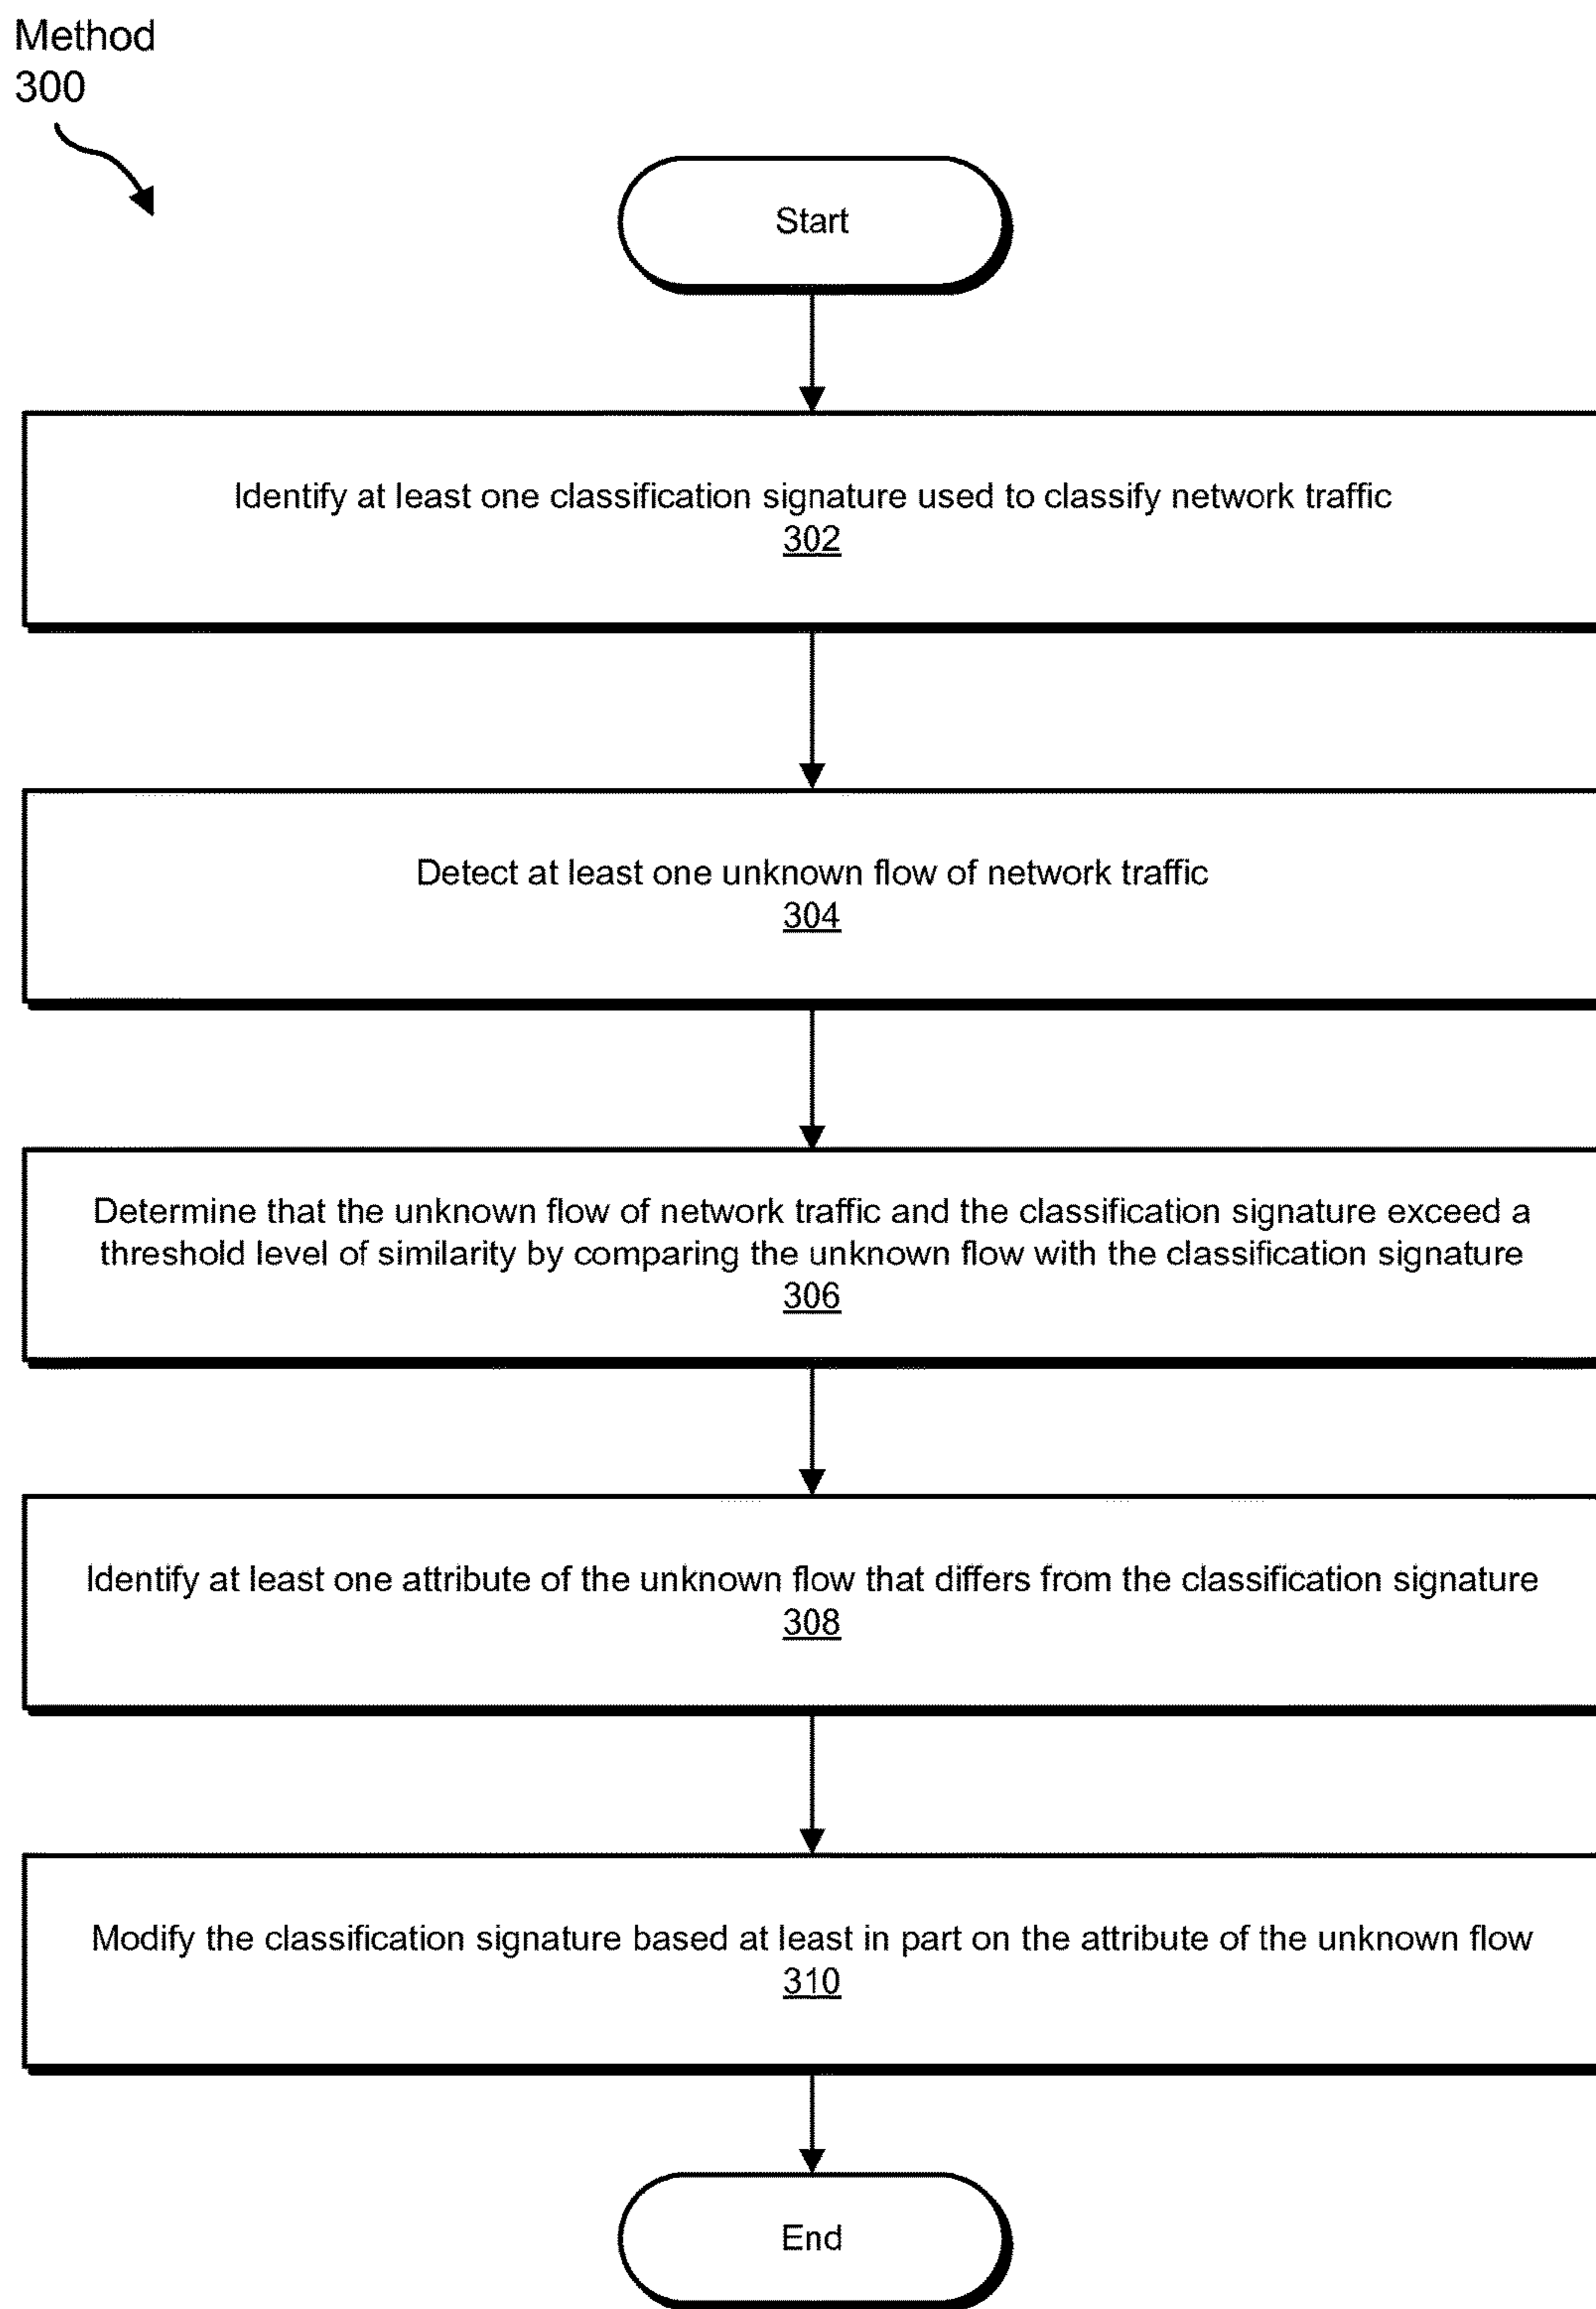 Method
300
Start
Identify at least one classification signature used to classify network traffic
302
Detect at least one unknown flow of network traffic
304
Determine that the unknown flow of network traffic and the classification signature exceed a
threshold level of similarity by comparing the unknown flow with the classification signature
306
Identify at least one attribute of the unknown flow that differs from the classification signature
308
Modify the classification signature based at least in part on the attribute of the unknown flow
310
End